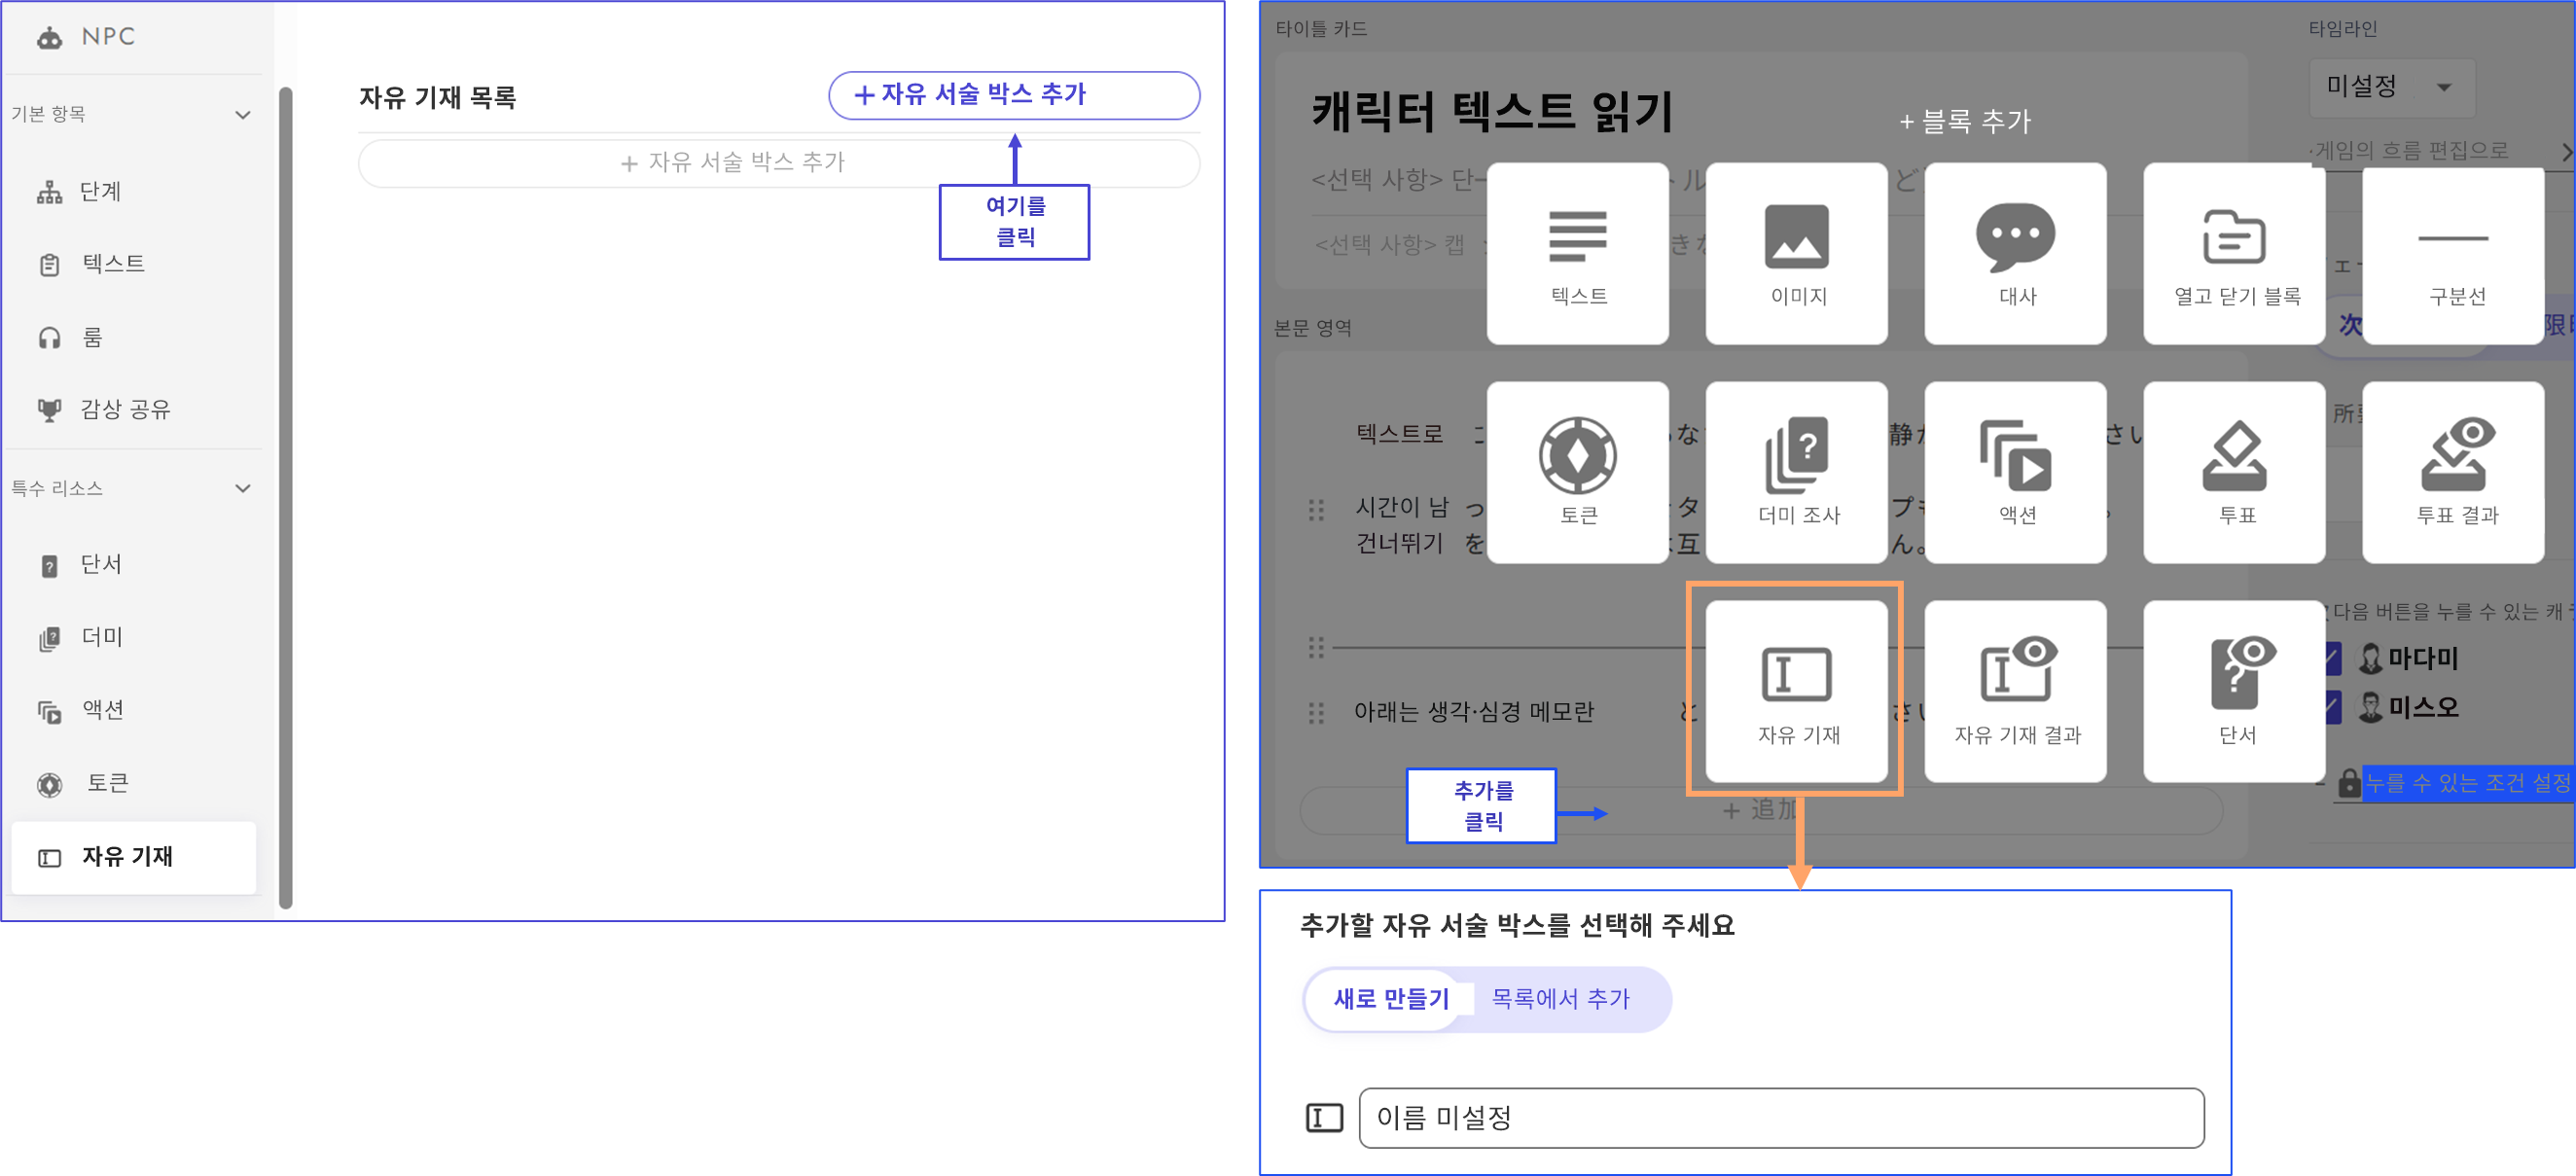 NPC
기본 항목
단계
텍스트
룸
감상 공유
특수 리소스
단서
더미
액션
토큰
자유 기재
자유 기재 목록
+ 자유 서술 박스 추가
+ 자유 서술 박스 추가
여기를
클릭
타이틀 카드
캐릭터 텍스트 읽기
<선택 사항> 단
<선택 사항> 캡
본문 영역
텍스트로
시간이 남 っ
건너뛰기 を
아래는 생각·심경 메모란
+ 블록 추가
텍스트
이미지
대사
열고 닫기 블록
구분선
토큰
더미 조사
액션
투표
투표 결과
자유 기재
자유 기재 결과
단서
추가를
클릭
+ 追加
타임라인
미설정
·게임의 흐름 편집으로
次
다음 버튼을 누를 수 있는 캐
마다미
미스오
누를 수 있는 조건 설정
추가할 자유 서술 박스를 선택해 주세요
새로 만들기
목록에서 추가
이름 미설정